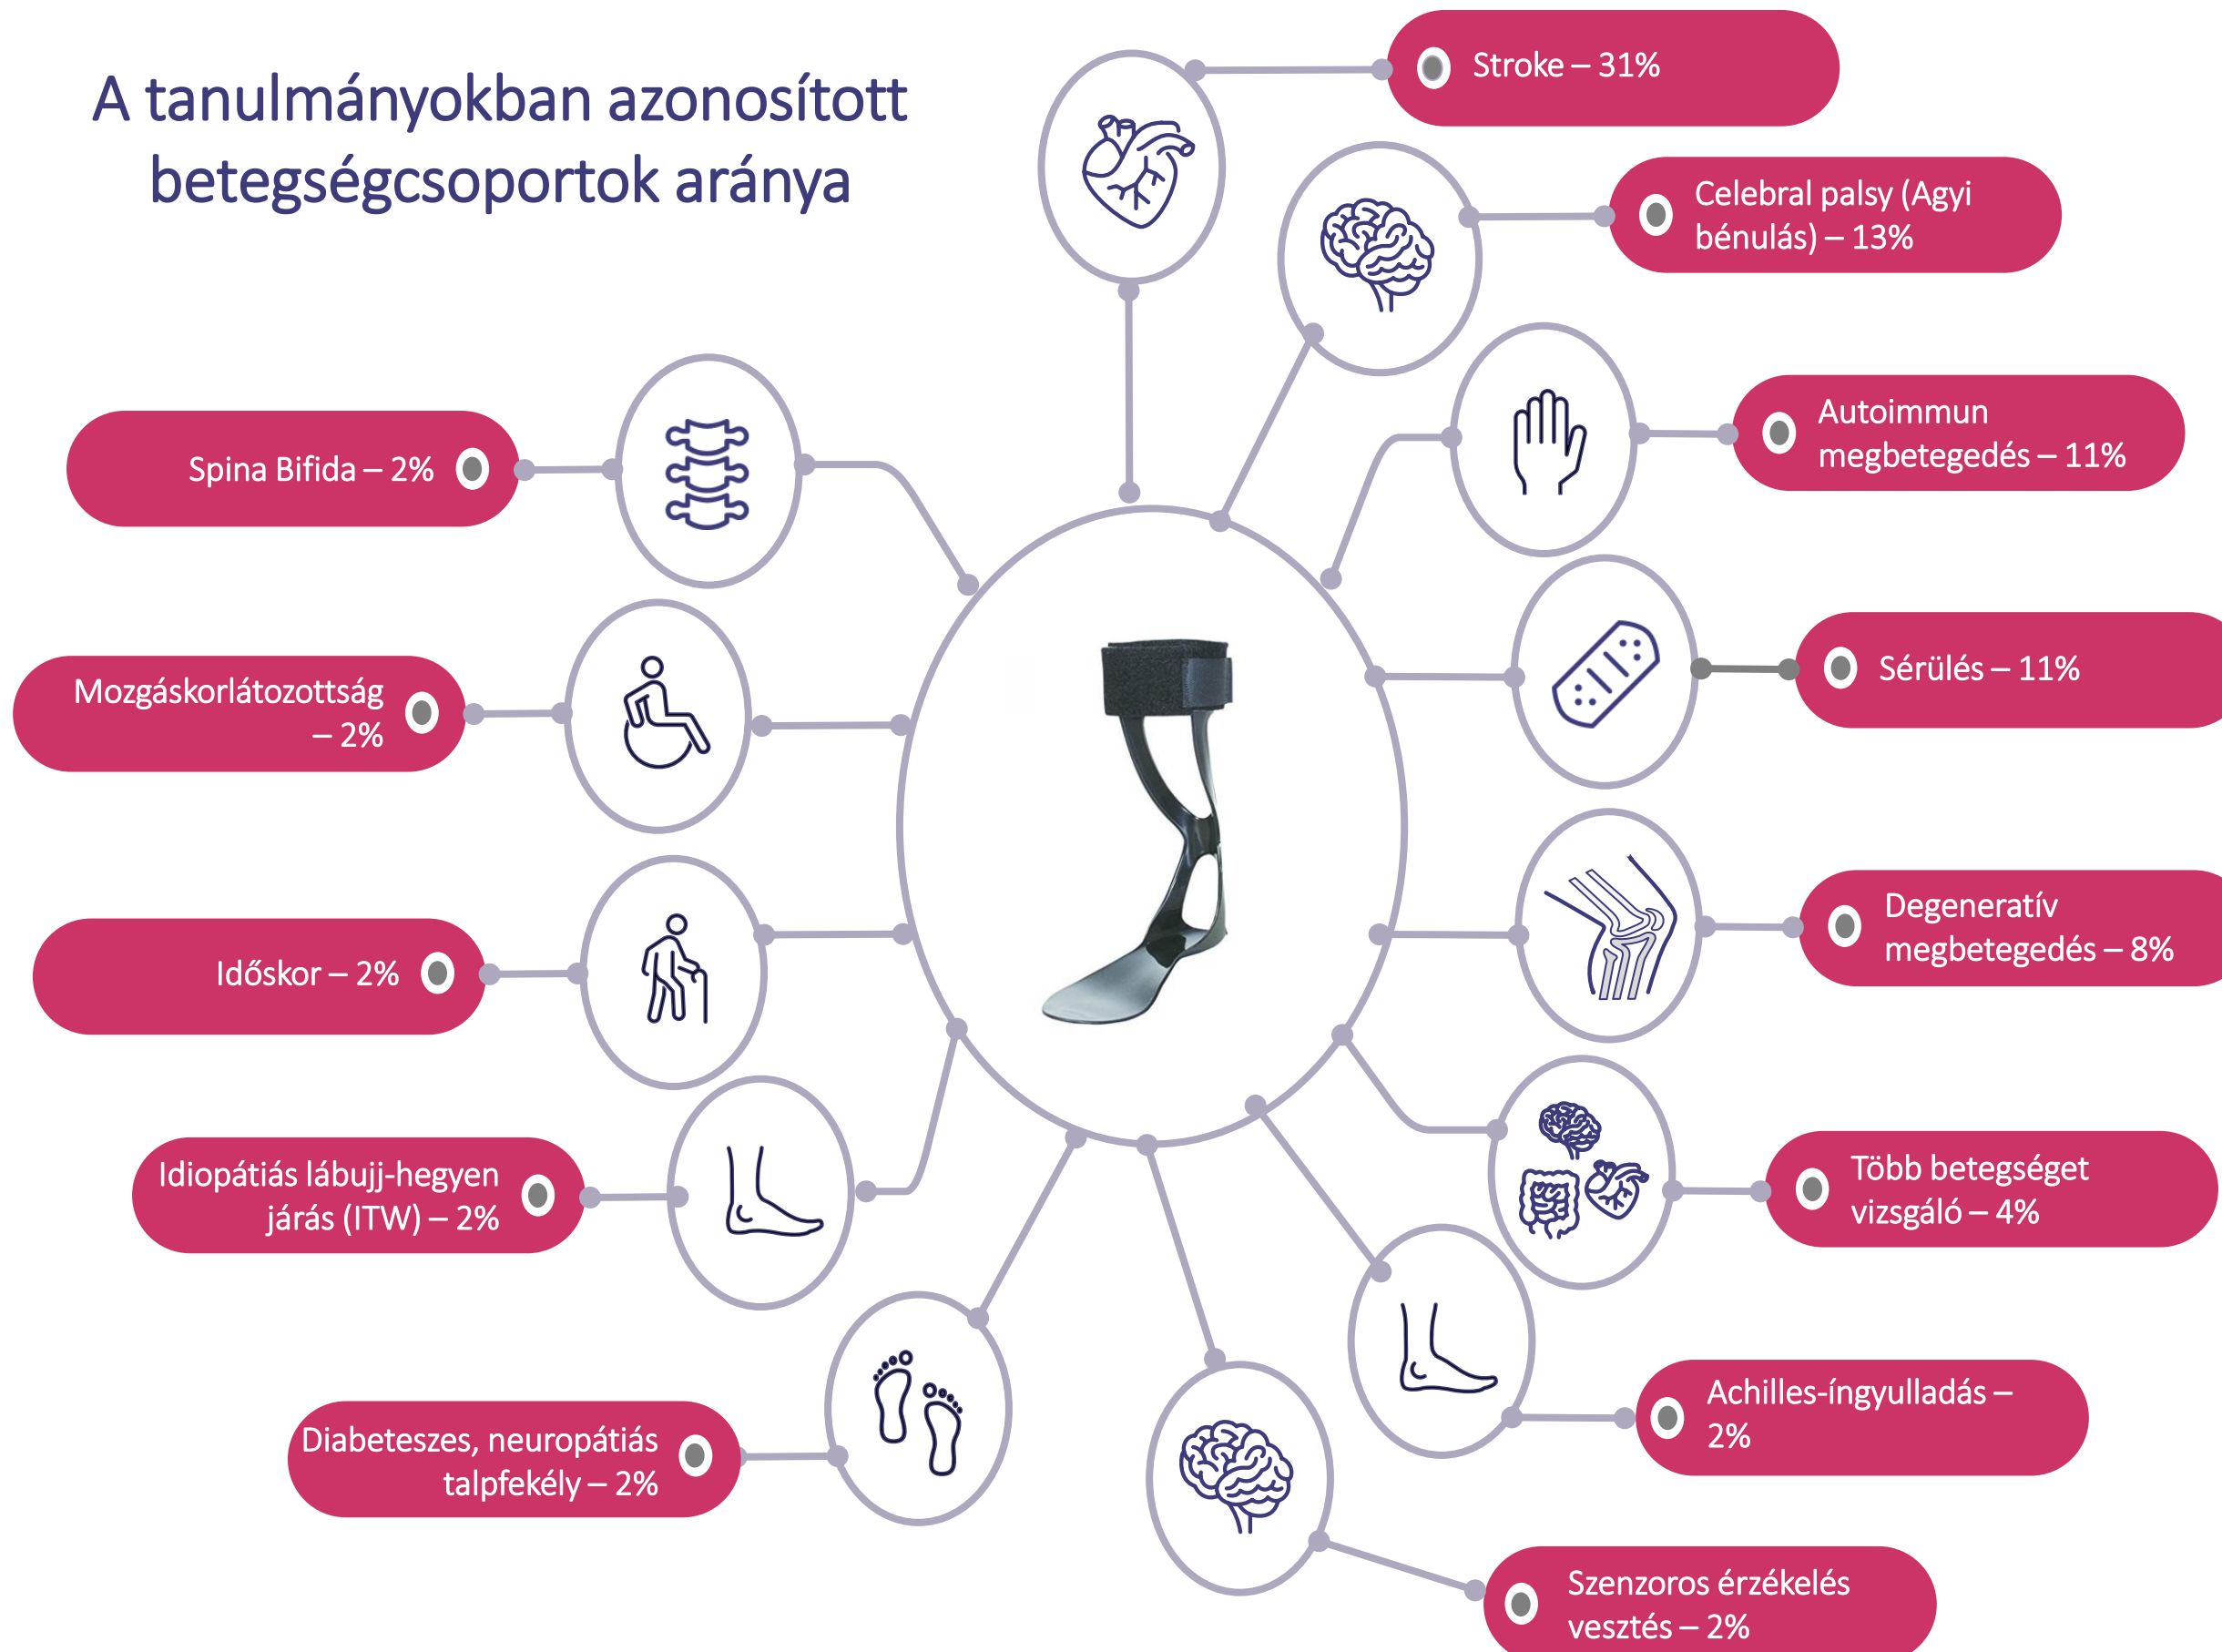 A tanulmányokban azonosított
betegségcsoportok aránya
Stroke – 31%
Celebral palsy (Agyi
bénulás) – 13%
Autoimmun
megbetegedés – 11%
Sérülés – 11%
Degeneratív
megbetegedés – 8%
Több betegséget
vizsgáló – 4%
Achilles-íngyulladás –
2%
Szenzoros érzékelés
vesztés – 2%
Diabeteszes, neuropátiás
talpfekély – 2%
Idiopátiás lábujj-hegyen
járás (ITW) – 2%
Időskor – 2%
Mozgáskorlátozottság
– 2%
Spina Bifida – 2%